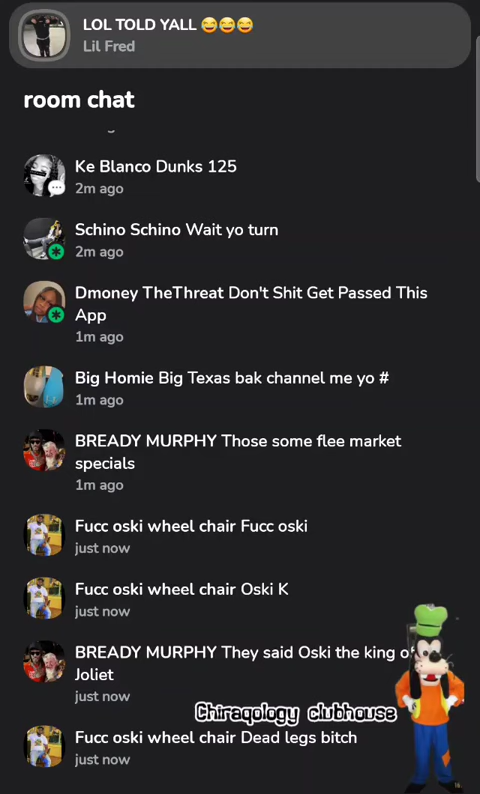 LOL TOLD YALL 😂😂😂
Lil Fred
room chat
Ke Blanco Dunks 125
2m ago
Schino Schino Wait yo turn
2m ago
Dmoney TheThreat Don't Shit Get Passed This
App
1m ago
Big Homie Big Texas bak channel me yo #
1m ago
BREADY MURPHY Those some flee market
specials
1m ago
Fucc oski wheel chair Fucc oski
just now
Fucc oski wheel chair Oski K
just now
BREADY MURPHY They said Oski the king of
Joliet
just now
Chiraqology clubhouse
Fucc oski wheel chair Dead legs bitch
just now